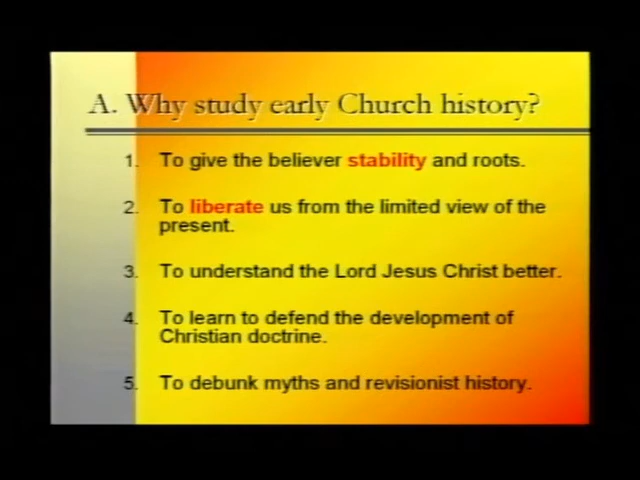 A. Why study early Church history?
1. To give the believer stability and roots.
2. To liberate us from the limited view of the
present.
3. To understand the Lord Jesus Christ better.
4. To learn to defend the development of
Christian doctrine.
5. To debunk myths and revisionist history.